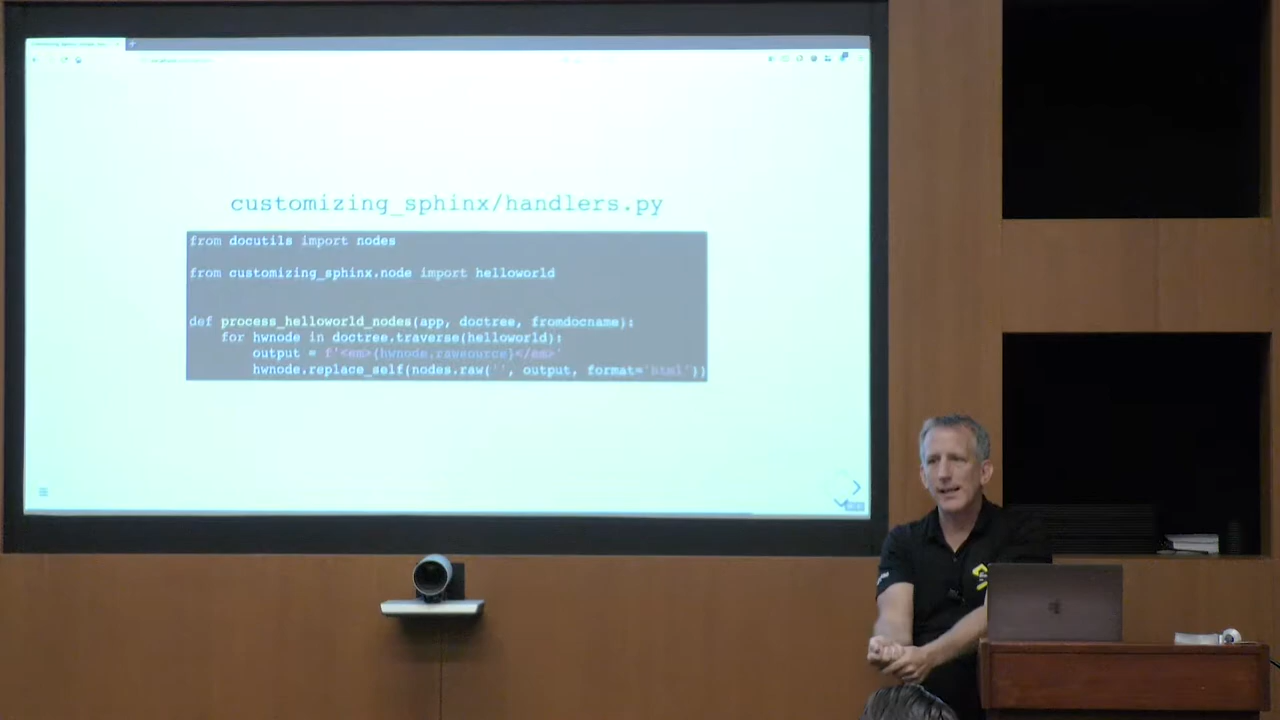 customizing_sphinx/handlers.py
from docutils import nodes
from customizing_sphinx.node import helloworld
def process_helloworld_nodes(app, doctree, fromdocname):
for hwnode in doctree.traverse(helloworld):
output = f'<em>{hwnode.rawsource}</em>'
hwnode.replace_self(nodes.raw('', output, format='html'))